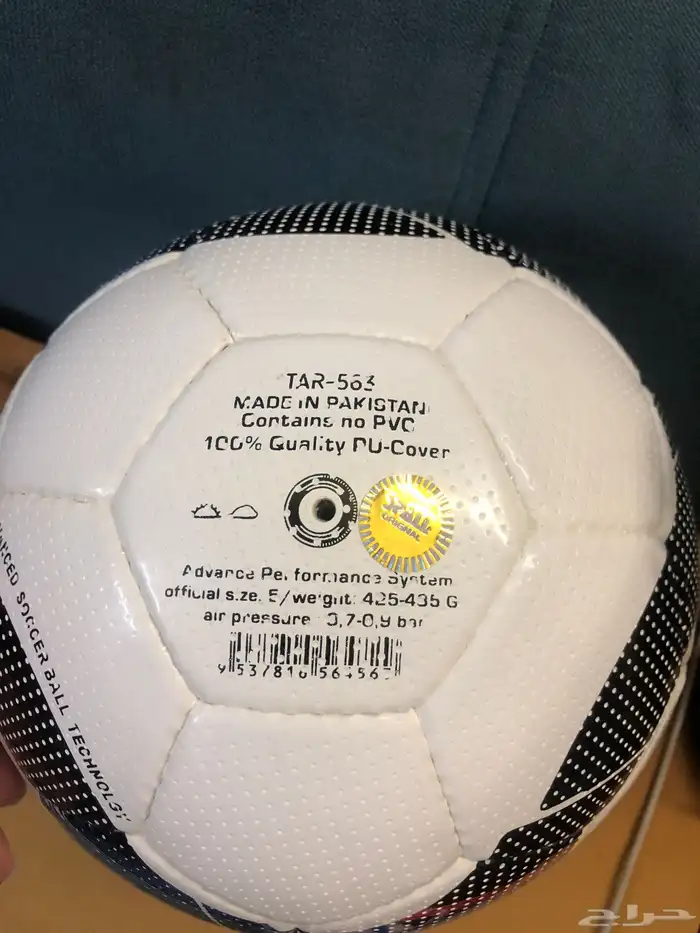 TAR-563
MADE IN PAKISTAN
Contains no PVC
100% Quality PU-Cover
ORIGINAL
Advance Performance System
official size: 5/weight: 425-435 G
air pressure: 0,7-0,9 bar
SOCCER BALL TECHNOLOGY
حراج